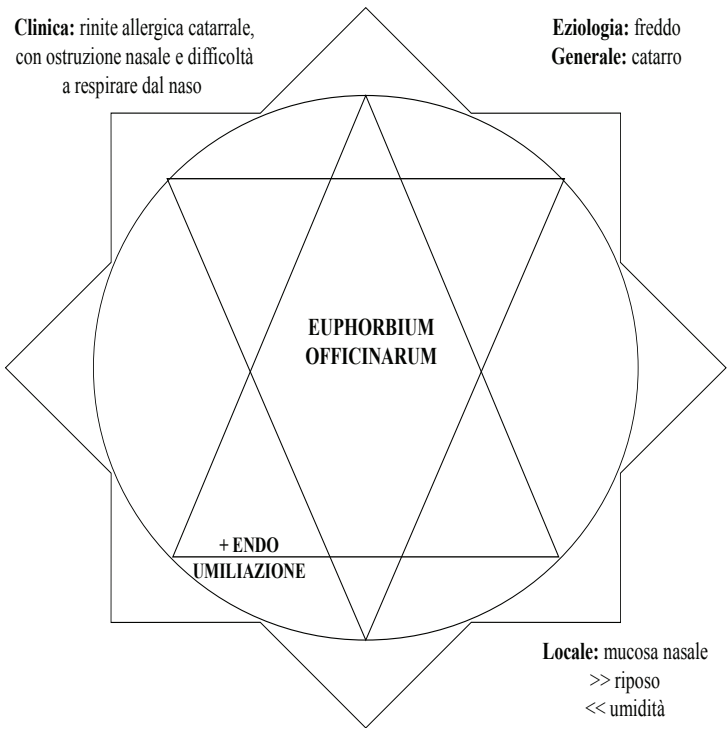 Clinica: rinite allergica catarrale,
con ostruzione nasale e difficoltà
a respirare dal naso
Eziologia: freddo
Generale: catarro
EUPHORBIUM
OFFICINARUM
+ ENDO
UMILIAZIONE
Locale: mucosa nasale
>> riposo
<< umidità